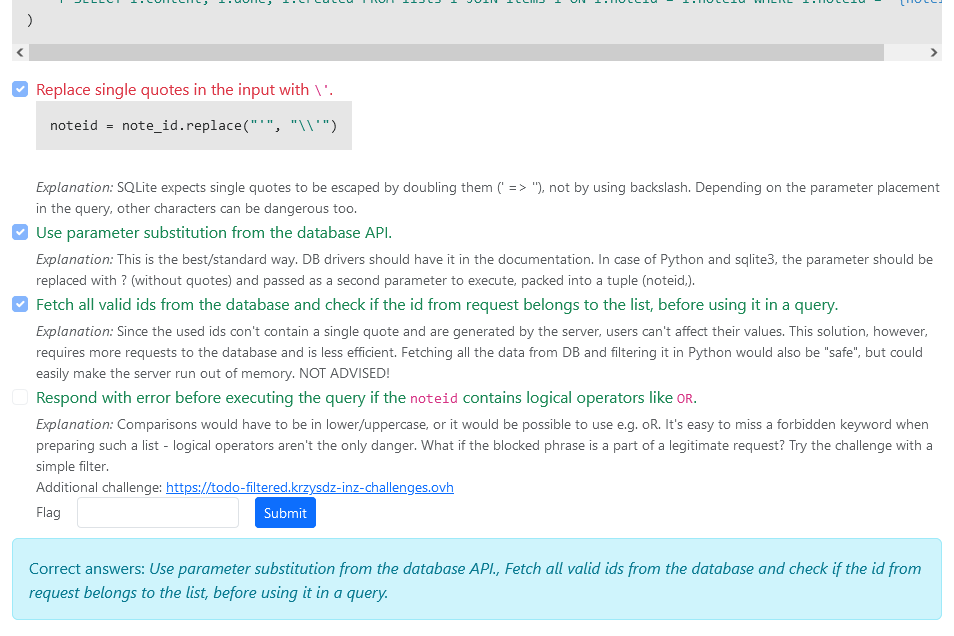 )
Replace single quotes in the input with \'.
noteid = note_id.replace("'", "\\'")
Explanation: SQLite expects single quotes to be escaped by doubling them (' => ''), not by using backslash. Depending on the parameter placement
in the query, other characters can be dangerous too.
Use parameter substitution from the database API.
Explanation: This is the best/standard way. DB drivers should have it in the documentation. In case of Python and sqlite3, the parameter should be
replaced with ? (without quotes) and passed as a second parameter to execute, packed into a tuple (noteid,).
Fetch all valid ids from the database and check if the id from request belongs to the list, before using it in a query.
Explanation: Since the used ids con't contain a single quote and are generated by the server, users can't affect their values. This solution, however,
requires more requests to the database and is less efficient. Fetching all the data from DB and filtering it in Python would also be "safe", but could
easily make the server run out of memory. NOT ADVISED!
Respond with error before executing the query if the noteid contains logical operators like OR.
Explanation: Comparisons would have to be in lower/uppercase, or it would be possible to use e.g. oR. It's easy to miss a forbidden keyword when
preparing such a list - logical operators aren't the only danger. What if the blocked phrase is a part of a legitimate request? Try the challenge with a
simple filter.
Additional challenge: https://todo-filtered.krzysdz-inz-challenges.ovh
Flag
Submit
Correct answers: Use parameter substitution from the database API., Fetch all valid ids from the database and check if the id from
request belongs to the list, before using it in a query.